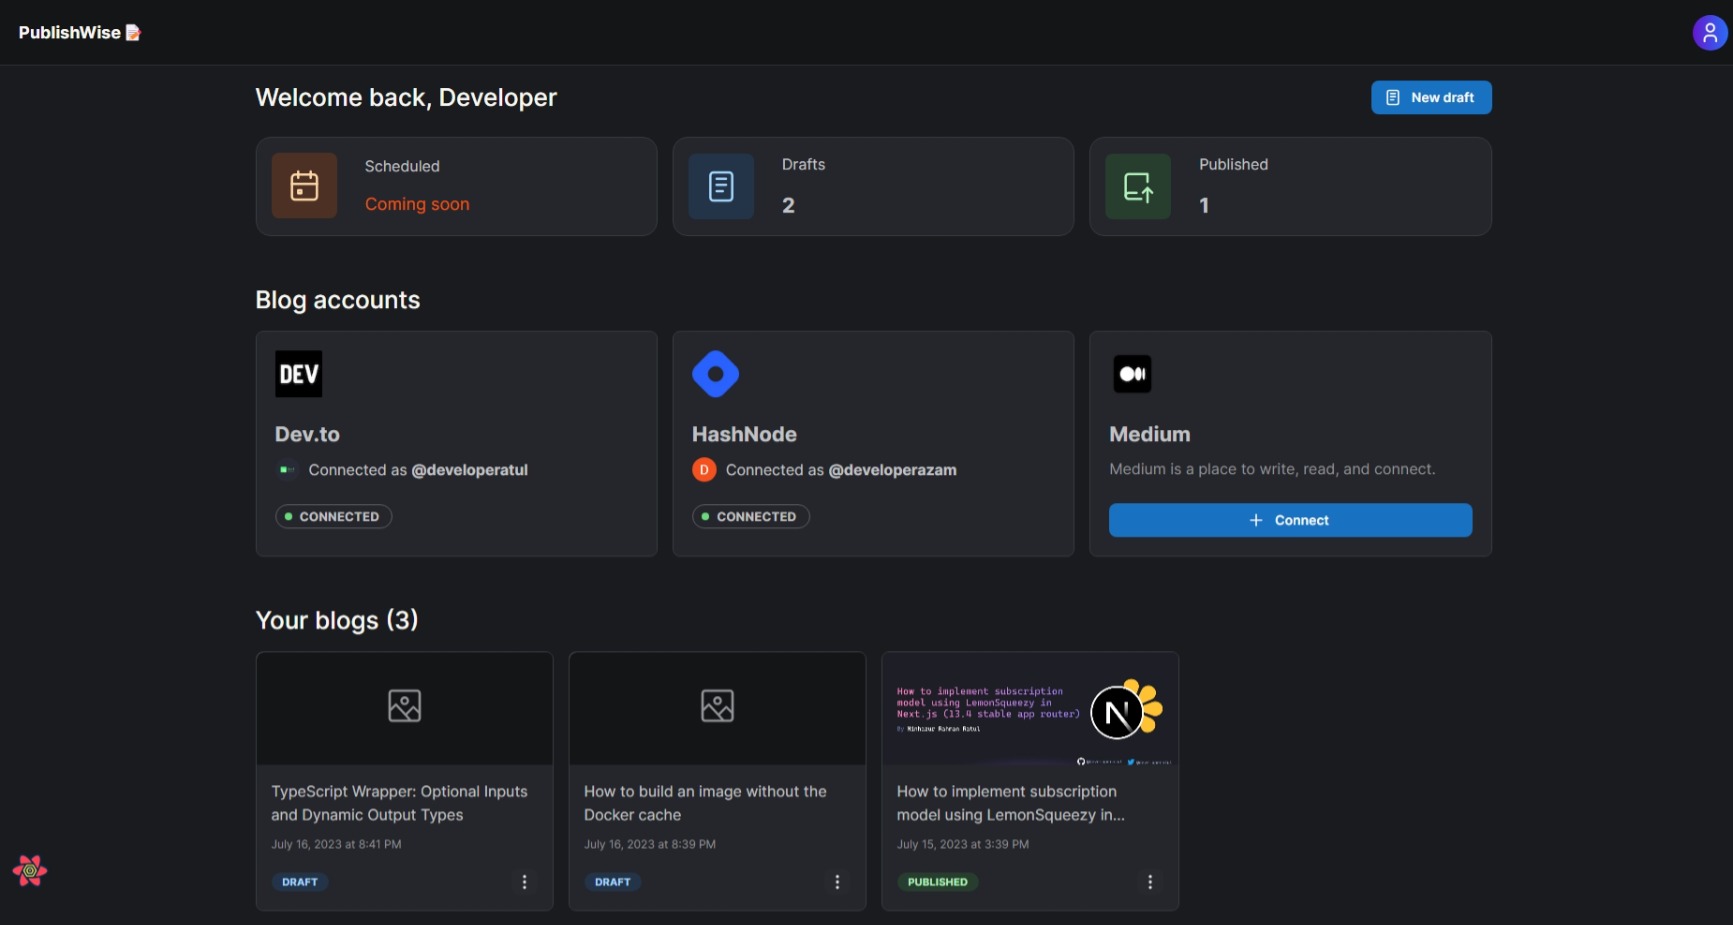 PublishWise
Welcome back, Developer
New draft
Scheduled
Coming soon
Drafts
2
Published
1
Blog accounts
DEV
Dev.to
Connected as @developeratul
CONNECTED
HashNode
D Connected as @developerazam
CONNECTED
Medium
Medium is a place to write, read, and connect.
Connect
Your blogs (3)
TypeScript Wrapper: Optional Inputs
and Dynamic Output Types
July 16, 2023 at 8:41 PM
DRAFT
How to build an image without the
Docker cache
July 16, 2023 at 8:39 PM
DRAFT
How to implement subscription
model using LemonSqueezy in
Next.js (13.4 stable app router)
By Minhazur Rahman Ratul
N
How to implement subscription
model using LemonSqueezy in...
July 15, 2023 at 3:39 PM
PUBLISHED